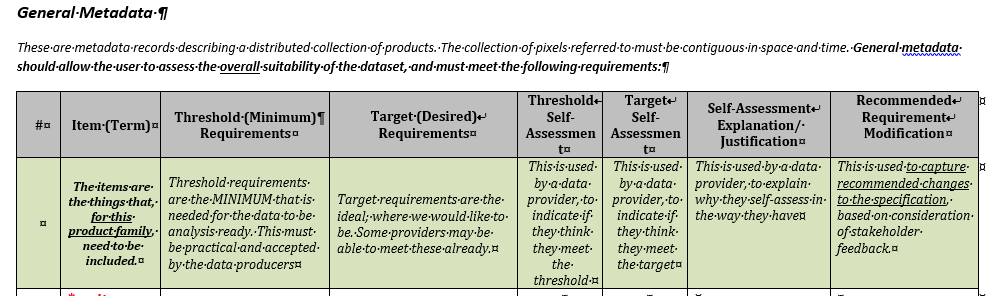 General Metadata ¶
These are metadata records describing a distributed collection of products. The collection of pixels referred to must be contiguous in space and time. General metadata
should allow the user to assess the overall suitability of the dataset, and must meet the following requirements:¶
#¤
Item (Term)¤
Threshold (Minimum)¶
Requirements¤
Target (Desired)↵
Requirements¤
Threshold↵
Self-
Assessmen
t¤
Target↵
Self-
Assessmen
t¤
Self-Assessment↵
Explanation/
Justification¤
Recommended↵
Requirement↵
Modification¤
¤
¤
The items are
the things that,
for this
product family,
need to be
included.¤
Threshold requirements
are the MINIMUM that is
needed for the data to be
analysis ready. This must
be practical and accepted
by the data producers¤
Target requirements are the
ideal; where we would like to
be. Some providers may be
able to meet these already.¤
This is used
by a data
provider, to
indicate if
they think
they meet
the
threshold¤
This is used
by a data
provider, to
indicate if
they think
they meet
the target¤
This is used by a data
provider, to explain
why they self-assess in
the way they have¤
This is used to capture
recommended changes
to the specification,
based on consideration
of stakeholder
feedback.¤
¤